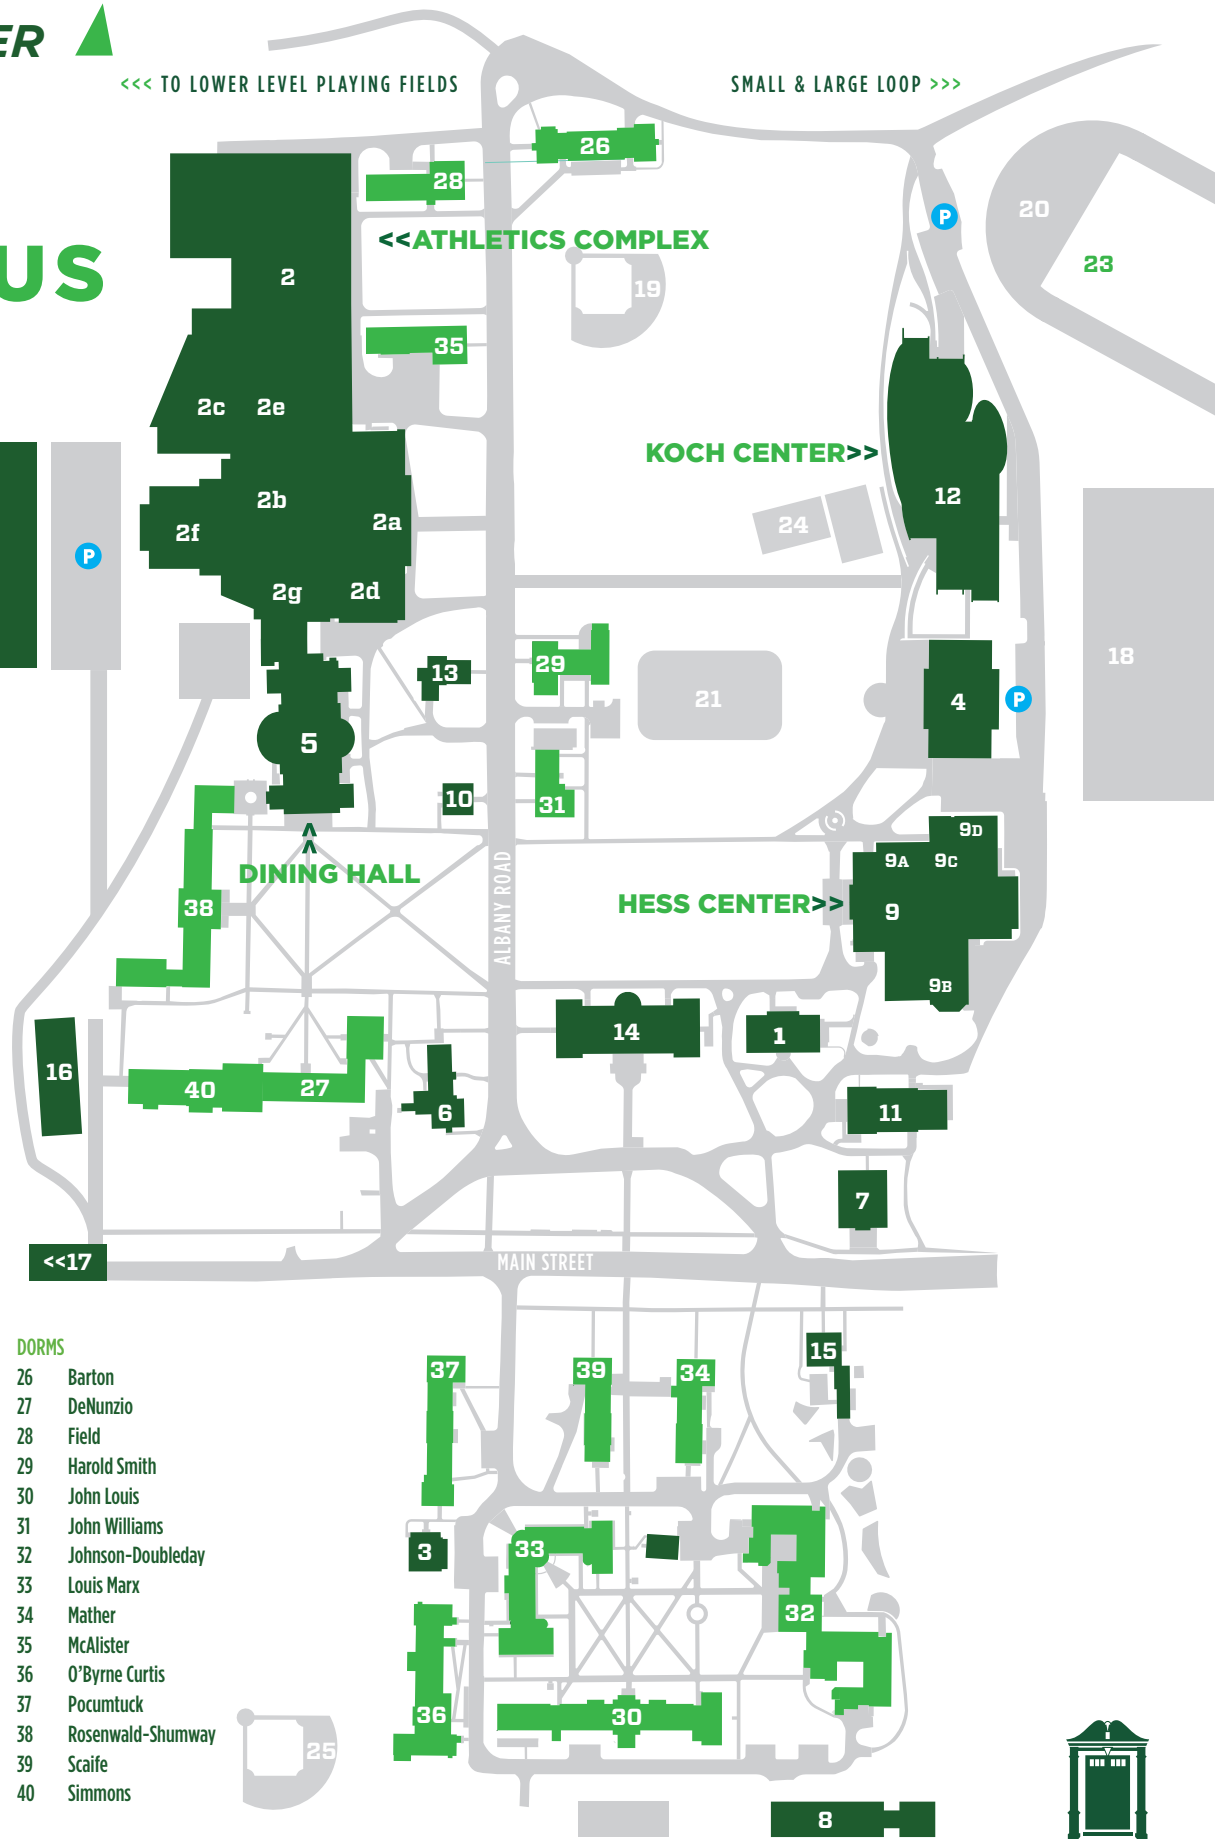 ER
<<< TO LOWER LEVEL PLAYING FIELDS
SMALL & LARGE LOOP >>>
26
28
P
20
<<ATHLETICS COMPLEX
US
23
2
19
35
2c
2e
KOCH CENTER>>
12
2b
2a
24
2f
P
2g
2d
29
13
18
21
4
P
5
10
31
9D
9A
9C
DINING HALL
ALBANY ROAD
38
HESS CENTER>>
9
9B
14
1
16
40
27
6
11
7
<<17
MAIN STREET
15
37
39
34
3
33
32
36
30
25
8
DORMS
26 Barton
27 DeNunzio
28 Field
29 Harold Smith
30 John Louis
31 John Williams
32 Johnson-Doubleday
33 Louis Marx
34 Mather
35 McAlister
36 O'Byrne Curtis
37 Pocumtuck
38 Rosenwald-Shumway
39 Scaife
40 Simmons